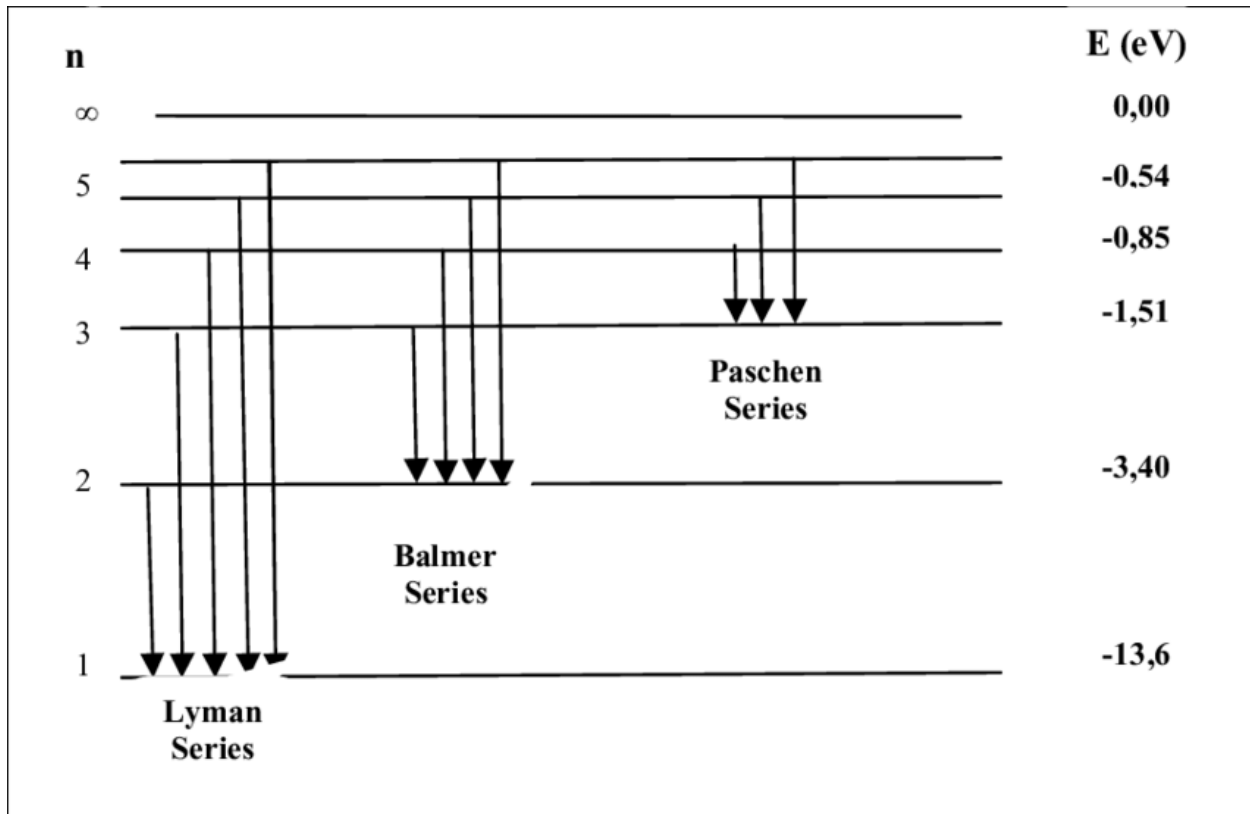 n
E (eV)
∞
0,00
5
-0,54
4
-0,85
3
-1,51
Paschen
Series
2
-3,40
Balmer
Series
1
-13,6
Lyman
Series